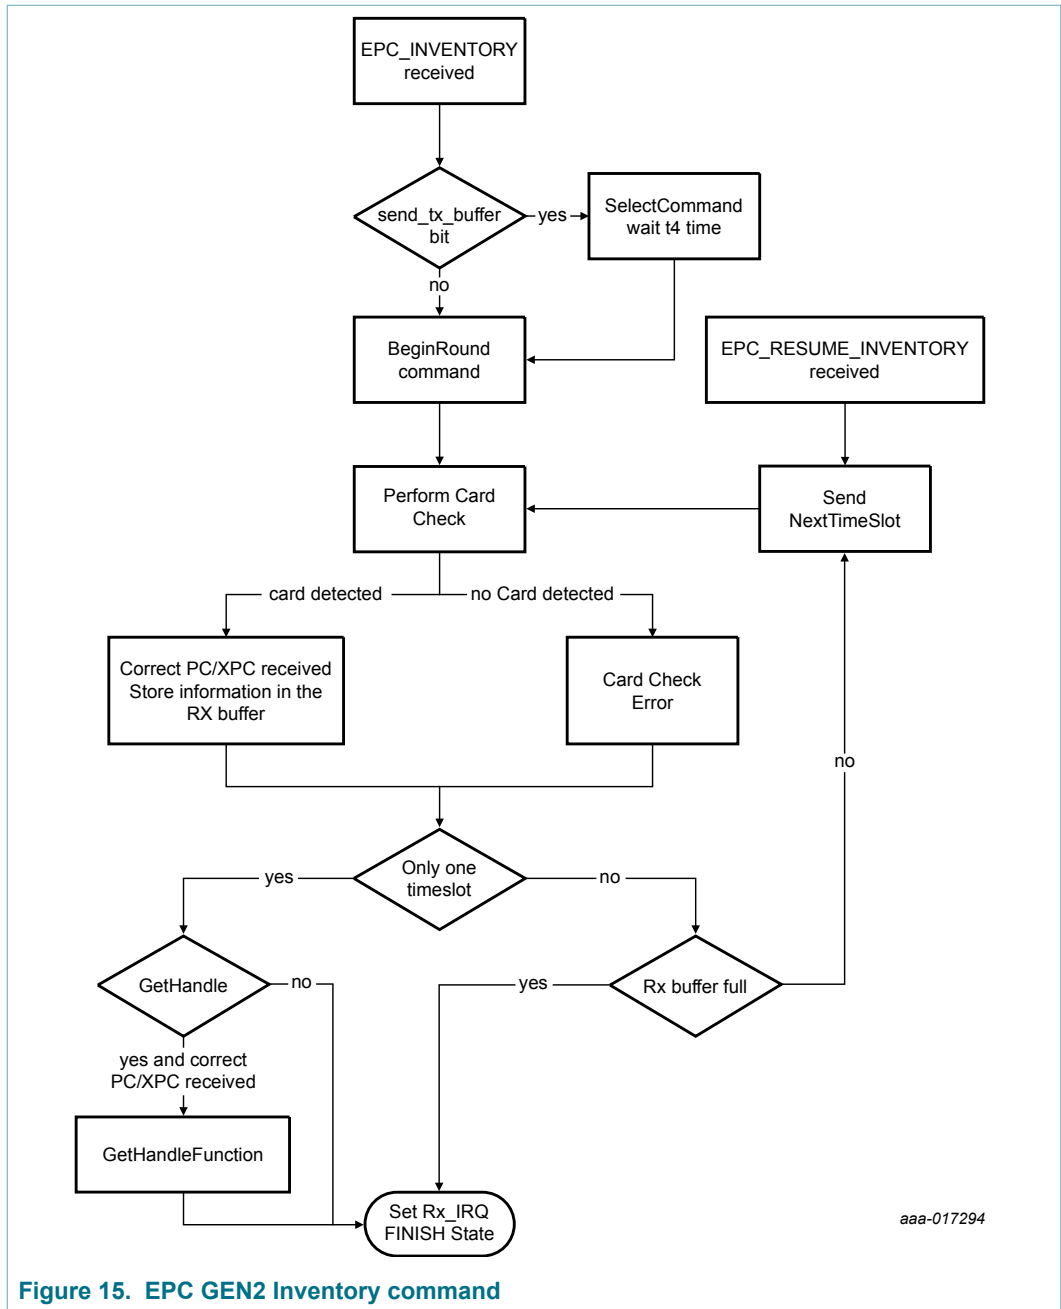 EPC_INVENTORY
received
send_tx_buffer
bit
yes
SelectCommand
wait t4 time
no
BeginRound
command
EPC_RESUME_INVENTORY
received
Perform Card
Check
Send
NextTimeSlot
card detected
no Card detected
Correct PC/XPC received
Store information in the
RX buffer
Card Check
Error
no
Only one
timeslot
yes
no
GetHandle
no
yes
Rx buffer full
yes and correct
PC/XPC received
GetHandleFunction
Set Rx_IRQ
FINISH State
aaa-017294
Figure 15. EPC GEN2 Inventory command